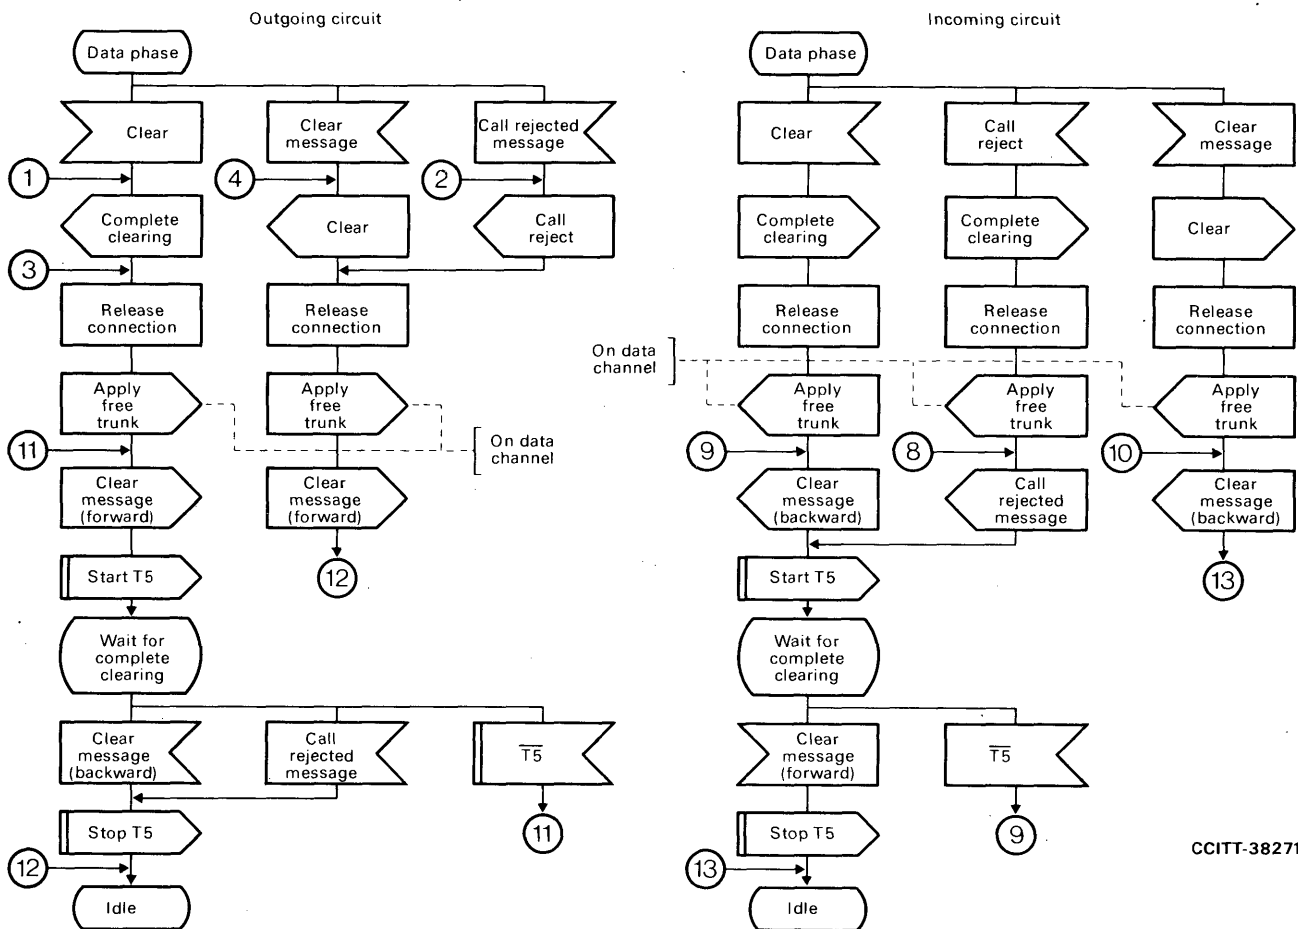 Outgoing circuit
Data phase
Clear
Clear
message
Call rejected
message
1
4
2
Complete
clearing
Clear
Call
reject
3
Release
connection
Release
connection
Apply
free
trunk
Apply
free
trunk
On data
channel
11
Clear
message
(forward)
Clear
message
(forward)
Start T5
12
Wait for
complete
clearing
Clear
message
(backward)
Call
rejected
message
T5
Stop T5
11
12
Idle
Incoming circuit
Data phase
Clear
Call
reject
Clear
message
Complete
clearing
Complete
clearing
Clear
Release
connection
Release
connection
Release
connection
On data
channel
Apply
free
trunk
Apply
free
trunk
Apply
free
trunk
9
8
10
Clear
message
(backward)
Call
rejected
message
Clear
message
(backward)
Start T5
13
Wait for
complete
clearing
Clear
message
(forward)
T5
Stop T5
9
13
Idle
CCITT-38271